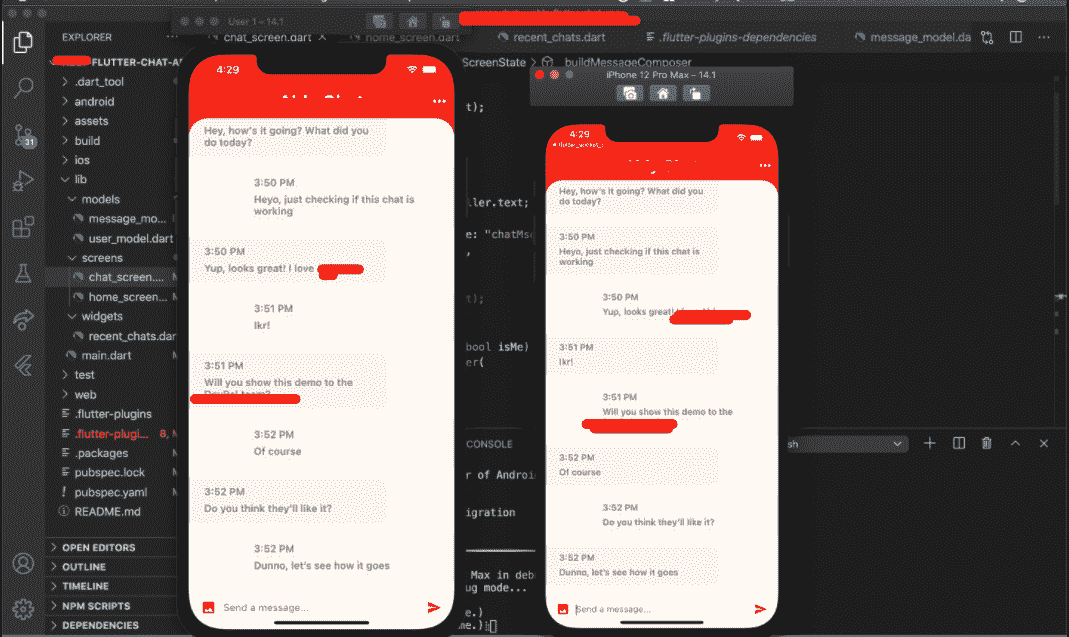 User 1 – 14.1
EXPLORER
...
chat_screen.dart
home_screen.dart
recent_chats.dart
.flutter-plugins-dependencies
message_model.da
FLUTTER-CHAT-A
ScreenState > buildMessageComposer
.dart_tool
android
assets
build
ios
lib
models
message_mo...
user_model.dart
screens
chat_screen....
home_screen...
widgets
recent_chats.dar
main.dart
test
web
.flutter-plugins
.flutter-plugi... 8, M
.packages
pubspec.lock
pubspec.yaml
README.md
OPEN EDITORS
OUTLINE
TIMELINE
NPM SCRIPTS
DEPENDENCIES
31
4:29
Hey, how's it going? What did you
do today?
3:50 PM
Heyo, just checking if this chat is
working
3:50 PM
Yup, looks great! I love
3:51 PM
Ikr!
3:51 PM
Will you show this demo to the
3:52 PM
Of course
3:52 PM
Do you think they'll like it?
3:52 PM
Dunno, let's see how it goes
Send a message...
t);
ller.text;
e: "chatMs
t);
bool isMe)
er(
CONSOLE
r of Androi
igration
Max in deb
ug mode...
e.)
me.)
iPhone 12 Pro Max – 14.1
4:29
Hey, how's it going? What did you
do today?
3:50 PM
Heyo, just checking if this chat is
working
3:50 PM
Yup, looks great!
3:51 PM
Ikr!
3:51 PM
Will you show this demo to the
3:52 PM
Of course
3:52 PM
Do you think they'll like it?
3:52 PM
Dunno, let's see how it goes
Send a message...
sh